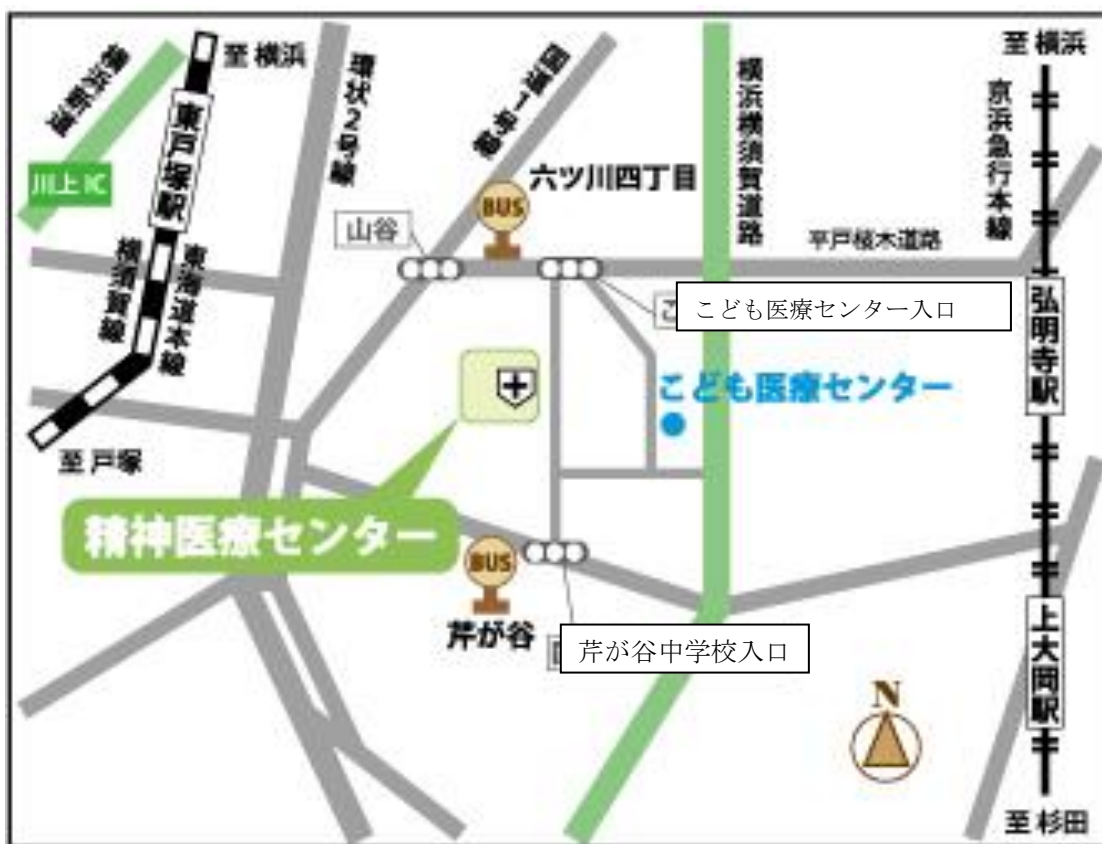 至 横浜
横浜新道
川上 IC
東戸塚駅
横須賀線
東海道本線
至 戸塚
環状2号線
国道1号線
山谷
BUS
六ツ川四丁目
横浜横須賀道路
平戸桜木道路
至 横浜
京浜急行本線
こども医療センター入口
弘明寺駅
こども医療センター
精神医療センター
BUS
芹が谷
芹が谷中学校入口
上大岡駅
N
至 杉田